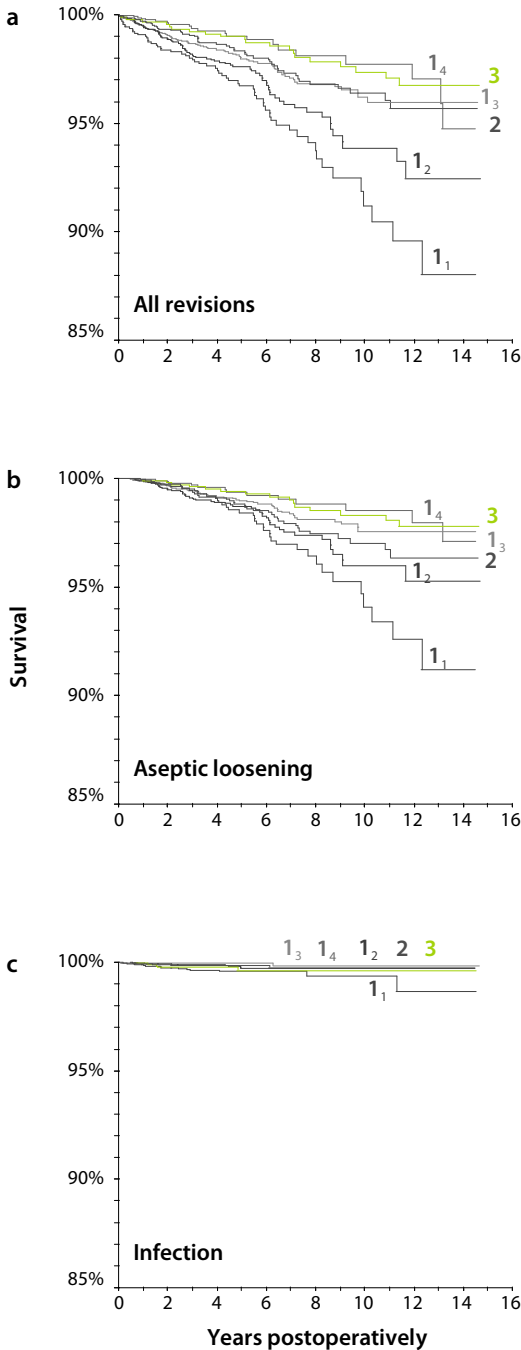 a
100%
95%
90%
85%
1₄
3
1₃
2
1₂
1₁
All revisions
0 2 4 6 8 10 12 14 16
b
100%
95%
90%
85%
1₄
3
1₃
2
1₂
1₁
Survival
Aseptic loosening
0 2 4 6 8 10 12 14 16
c
1₃ 1₄ 1₂ 2 3
100%
1₁
95%
90%
85%
Infection
0 2 4 6 8 10 12 14 16
Years postoperatively